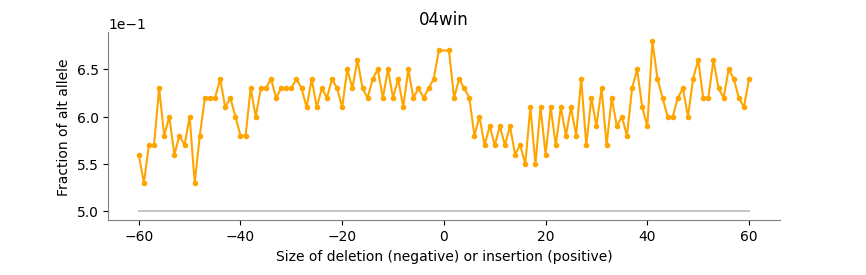 04win
1e−1
6.5
6.0
5.5
5.0
Fraction of alt allele
−60 −40 −20 0 20 40 60
Size of deletion (negative) or insertion (positive)